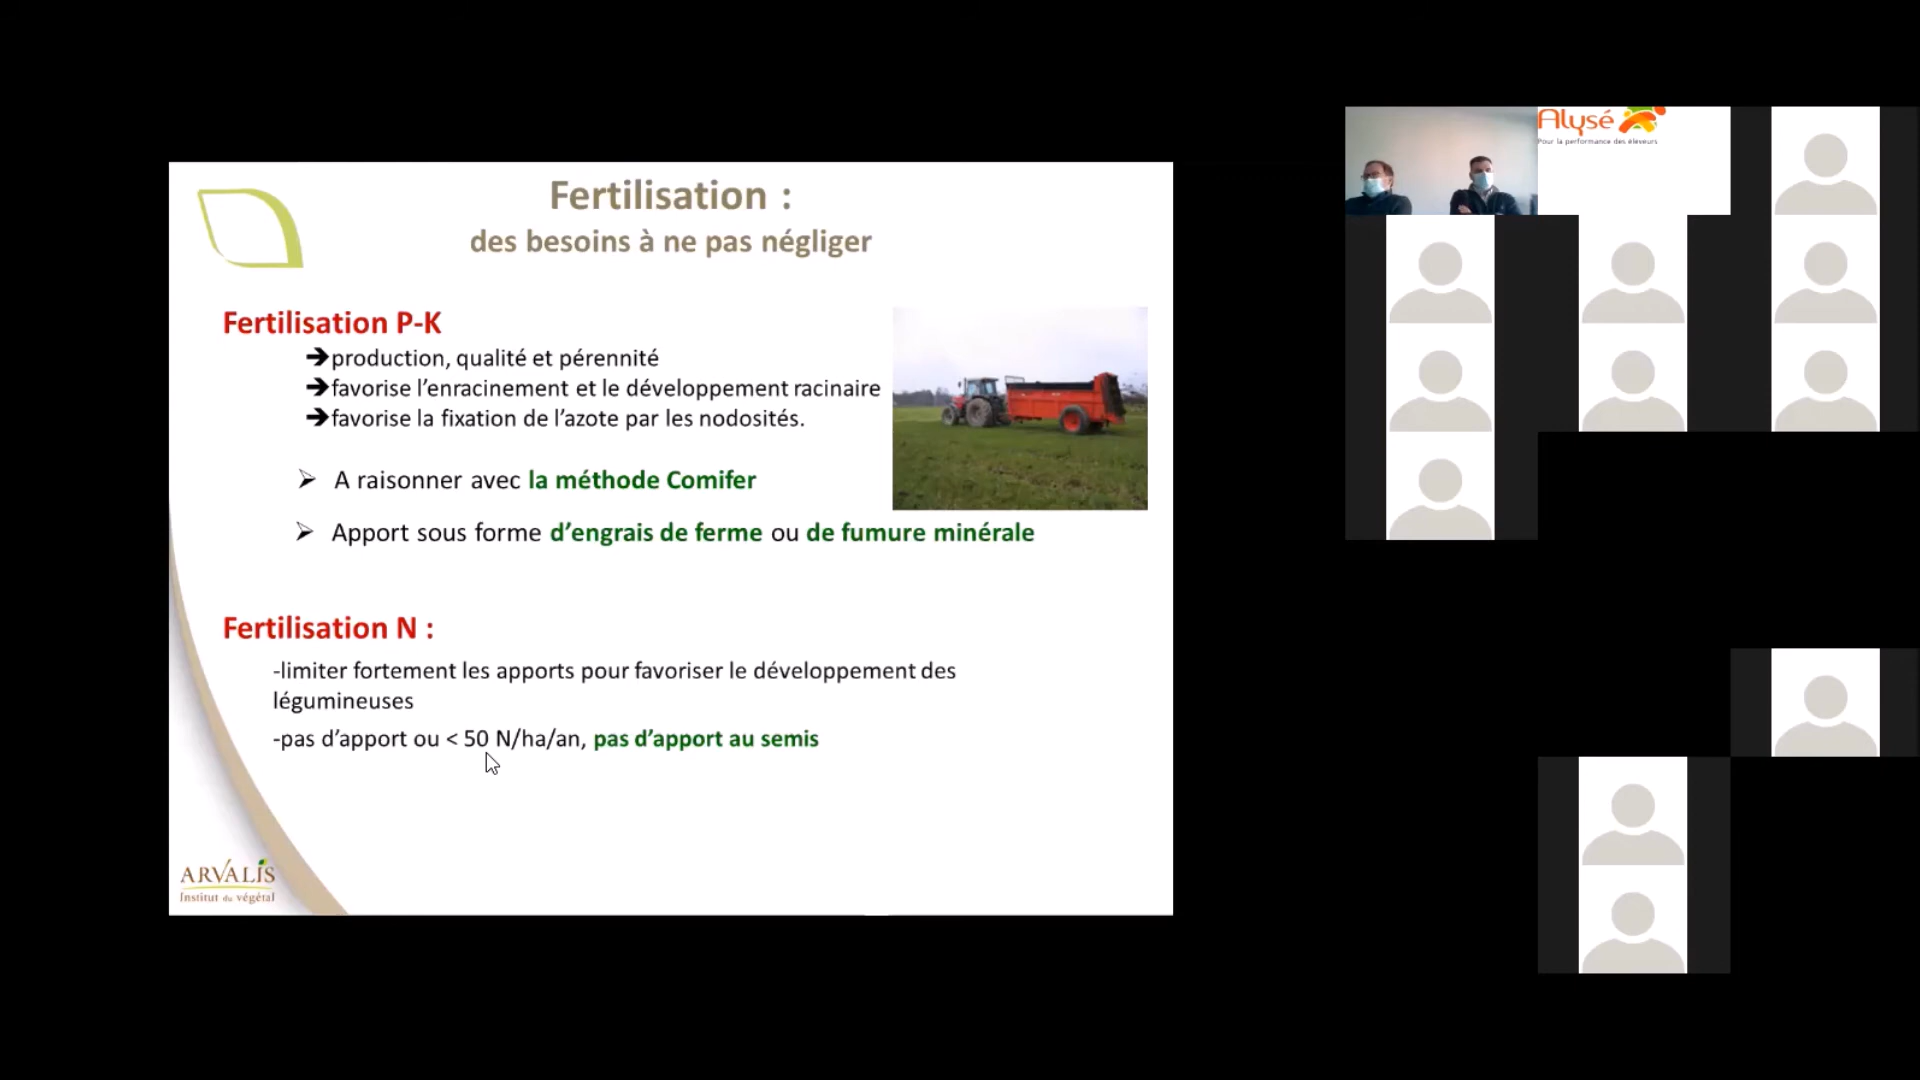 Fertilisation :
des besoins à ne pas négliger
Fertilisation P-K
➔production, qualité et pérennité
➔favorise l’enracinement et le développement racinaire
➔favorise la fixation de l’azote par les nodosités.
➢ A raisonner avec la méthode Comifer
➢ Apport sous forme d’engrais de ferme ou de fumure minérale
Fertilisation N :
-limiter fortement les apports pour favoriser le développement des
légumineuses
-pas d’apport ou < 50 N/ha/an, pas d’apport au semis
ARVALIS
Institut du végétal
Alysé
Pour la performance des éleveurs